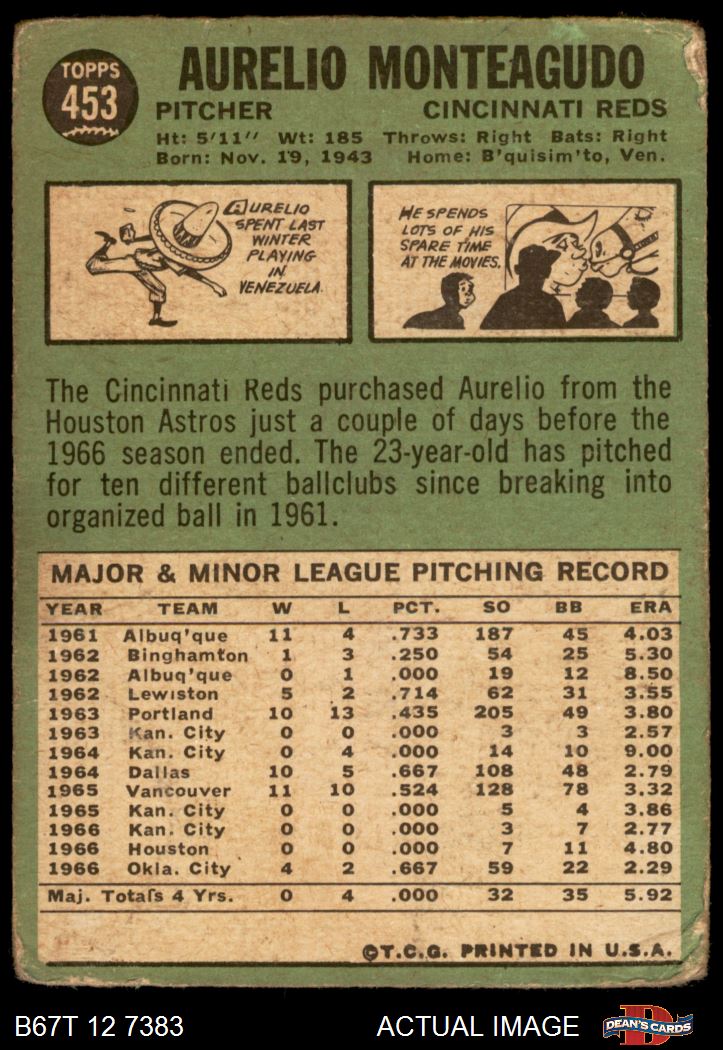 TOPPS
453
AURELIO MONTEAGUDO
PITCHER CINCINNATI REDS
Ht: 5'11" Wt: 185 Throws: Right Bats: Right
Born: Nov. 19, 1943 Home: B'quisim'to, Ven.
AURELIO
SPENT LAST
WINTER
PLAYING
IN
VENEZUELA.
HE SPENDS
LOTS OF HIS
SPARE TIME
AT THE MOVIES.
The Cincinnati Reds purchased Aurelio from the
Houston Astros just a couple of days before the
1966 season ended. The 23-year-old has pitched
for ten different ballclubs since breaking into
organized ball in 1961.
MAJOR & MINOR LEAGUE PITCHING RECORD
YEAR TEAM W L PCT. SO BB ERA
1961 Albuq'que 11 4 .733 187 45 4.03
1962 Binghamton 1 3 .250 54 25 5.30
1962 Albuq'que 0 1 .000 19 12 8.50
1962 Lewiston 5 2 .714 62 31 3.55
1963 Portland 10 13 .435 205 49 3.80
1963 Kan. City 0 0 .000 3 3 2.57
1964 Kan. City 0 4 .000 14 10 9.00
1964 Dallas 10 5 .667 108 48 2.79
1965 Vancouver 11 10 .524 128 78 3.32
1965 Kan. City 0 0 .000 5 4 3.86
1966 Kan. City 0 0 .000 3 7 2.77
1966 Houston 0 0 .000 7 11 4.80
1966 Okla. City 4 2 .667 59 22 2.29
Maj. Totals 4 Yrs. 0 4 .000 32 35 5.92
©T.C.G. PRINTED IN U.S.A.
B67T 12 7383 ACTUAL IMAGE DEAN'S CARDS